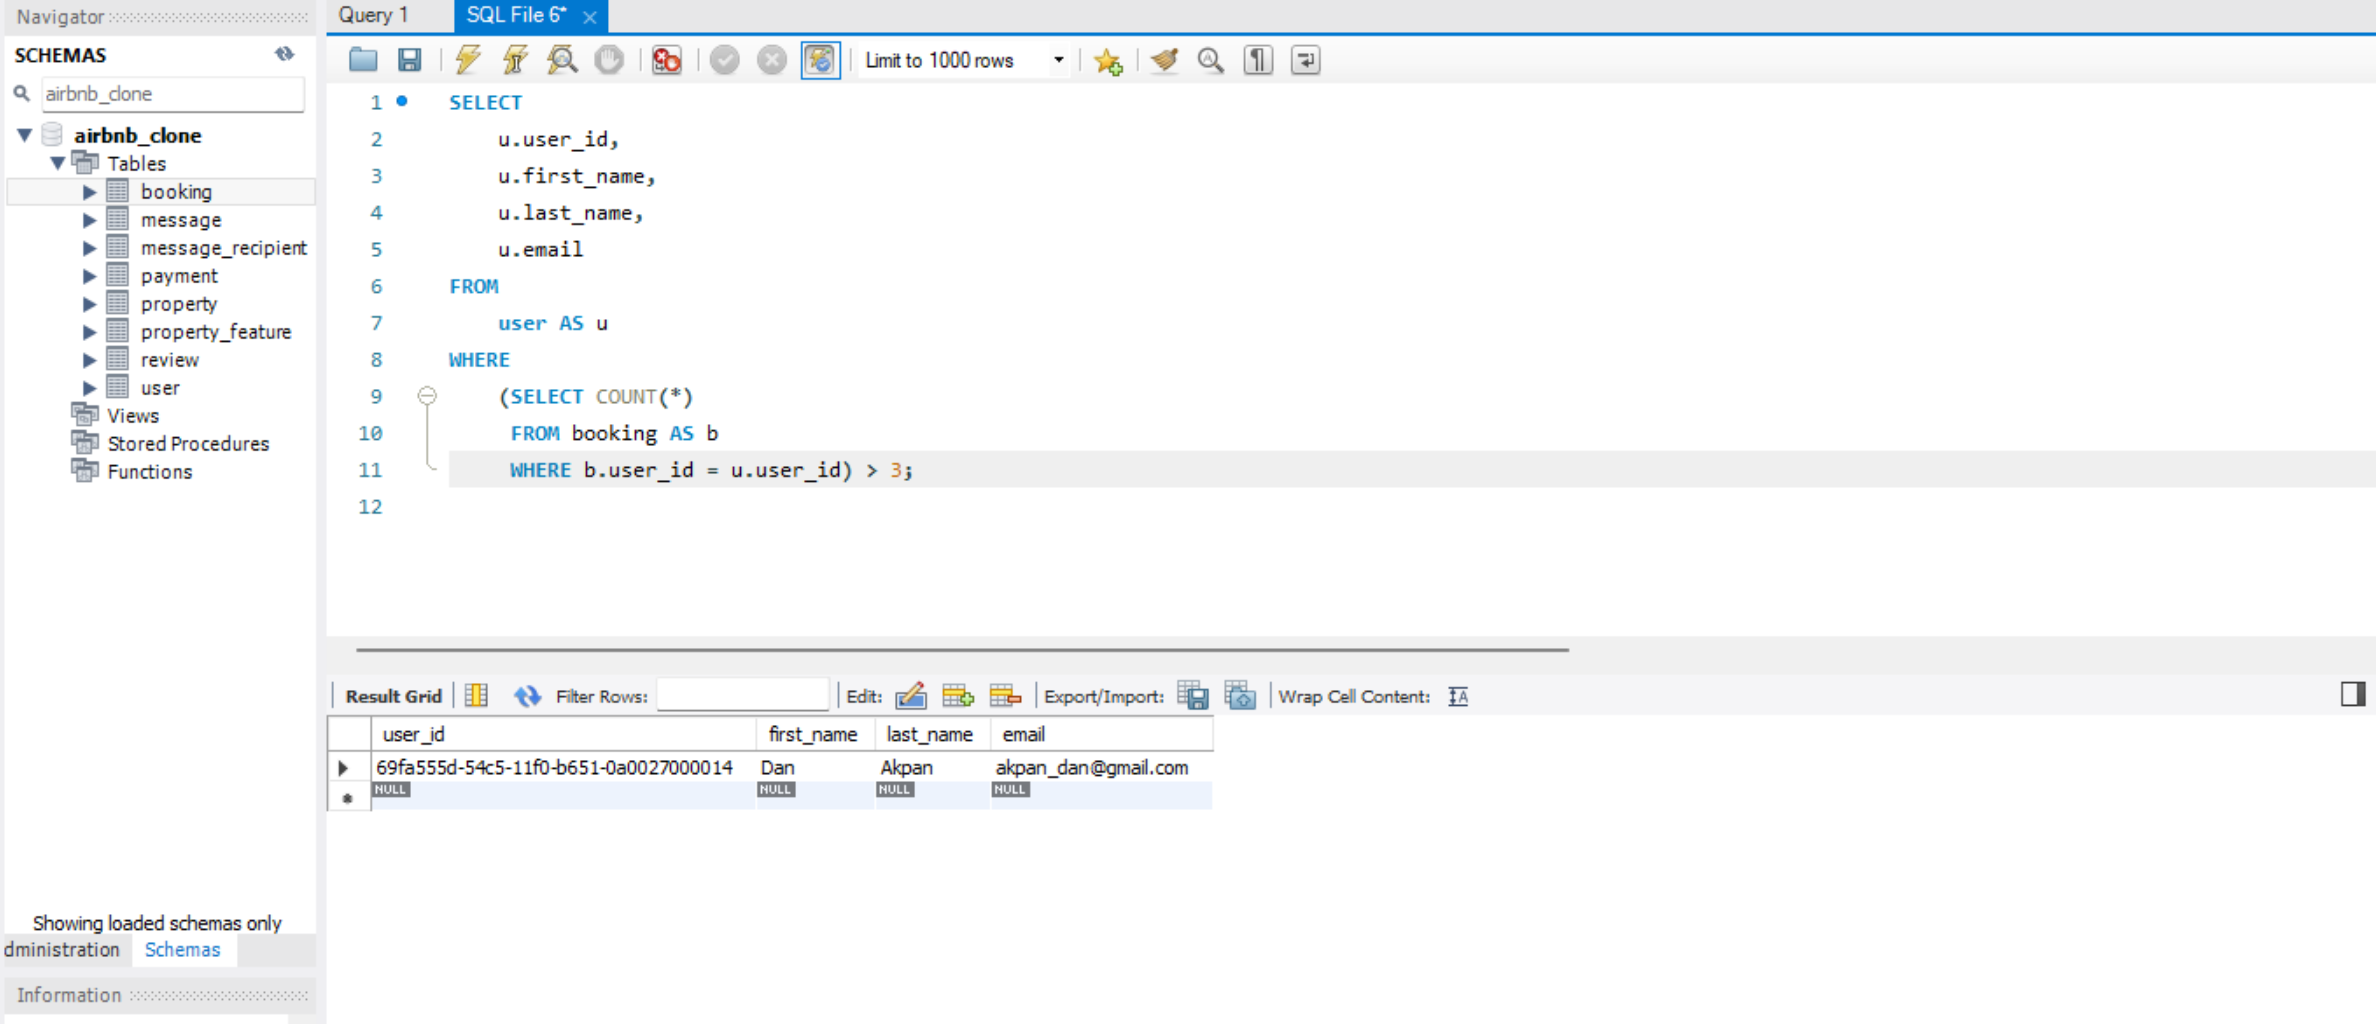 Navigator
SCHEMAS
airbnb_clone
airbnb_clone
Tables
booking
message
message_recipient
payment
property
property_feature
review
user
Views
Stored Procedures
Functions
Showing loaded schemas only
dministration Schemas
Information
Query 1 SQL File 6*
Limit to 1000 rows
1 SELECT
2 u.user_id,
3 u.first_name,
4 u.last_name,
5 u.email
6 FROM
7 user AS u
8 WHERE
9 (SELECT COUNT(*)
10 FROM booking AS b
11 WHERE b.user_id = u.user_id) > 3;
12
Result Grid Filter Rows: Edit: Export/Import: Wrap Cell Content:
user_id first_name last_name email
69fa555d-54c5-11f0-b651-0a0027000014 Dan Akpan akpan_dan@gmail.com
NULL NULL NULL NULL